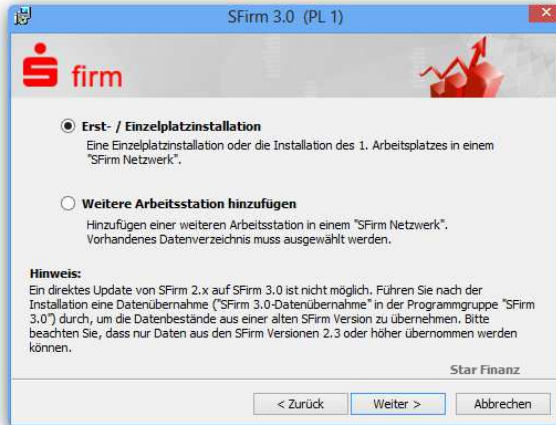 SFirm 3.0 (PL 1)
firm
Erst- / Einzelplatzinstallation
Eine Einzelplatzinstallation oder die Installation des 1. Arbeitsplatzes in einem
"SFirm Netzwerk".
Weitere Arbeitsstation hinzufügen
Hinzufügen einer weiteren Arbeitsstation in einem "SFirm Netzwerk".
Vorhandenes Datenverzeichnis muss ausgewählt werden.
Hinweis:
Ein direktes Update von SFirm 2.x auf SFirm 3.0 ist nicht möglich. Führen Sie nach der
Installation eine Datenübernahme ("SFirm 3.0-Datenübernahme" in der Programmgruppe "SFirm
3.0") durch, um die Datenbestände aus einer alten SFirm Version zu übernehmen. Bitte
beachten Sie, dass nur Daten aus den SFirm Versionen 2.3 oder höher übernommen werden
können.
Star Finanz
< Zurück Weiter > Abbrechen